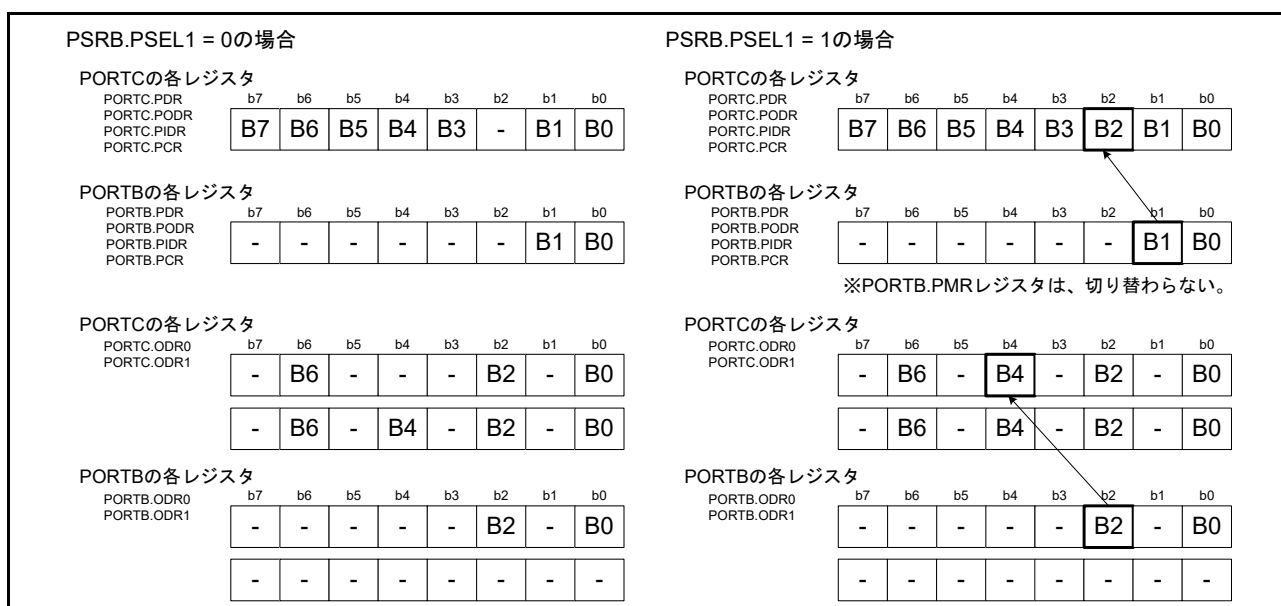 PSRB.PSEL1 = 0の場合
PORTCの各レジスタ
PORTC.PDR
PORTC.PODR
PORTC.PIDR
PORTC.PCR
b7 b6 b5 b4 b3 b2 b1 b0
B7 B6 B5 B4 B3 - B1 B0
PORTBの各レジスタ
PORTB.PDR
PORTB.PODR
PORTB.PIDR
PORTB.PCR
b7 b6 b5 b4 b3 b2 b1 b0
- - - - - - B1 B0
PORTCの各レジスタ
PORTC.ODR0
PORTC.ODR1
b7 b6 b5 b4 b3 b2 b1 b0
- B6 - - - B2 - B0
- B6 - B4 - B2 - B0
PORTBの各レジスタ
PORTB.ODR0
PORTB.ODR1
b7 b6 b5 b4 b3 b2 b1 b0
- - - - - B2 - B0
- - - - - - - -
PSRB.PSEL1 = 1の場合
PORTCの各レジスタ
PORTC.PDR
PORTC.PODR
PORTC.PIDR
PORTC.PCR
b7 b6 b5 b4 b3 b2 b1 b0
B7 B6 B5 B4 B3 B2 B1 B0
PORTBの各レジスタ
PORTB.PDR
PORTB.PODR
PORTB.PIDR
PORTB.PCR
b7 b6 b5 b4 b3 b2 b1 b0
- - - - - - B1 B0
※PORTB.PMRレジスタは、切り替わらない。
PORTCの各レジスタ
PORTC.ODR0
PORTC.ODR1
b7 b6 b5 b4 b3 b2 b1 b0
- B6 - B4 - B2 - B0
- B6 - B4 - B2 - B0
PORTBの各レジスタ
PORTB.ODR0
PORTB.ODR1
b7 b6 b5 b4 b3 b2 b1 b0
- - - - - B2 - B0
- - - - - - - -